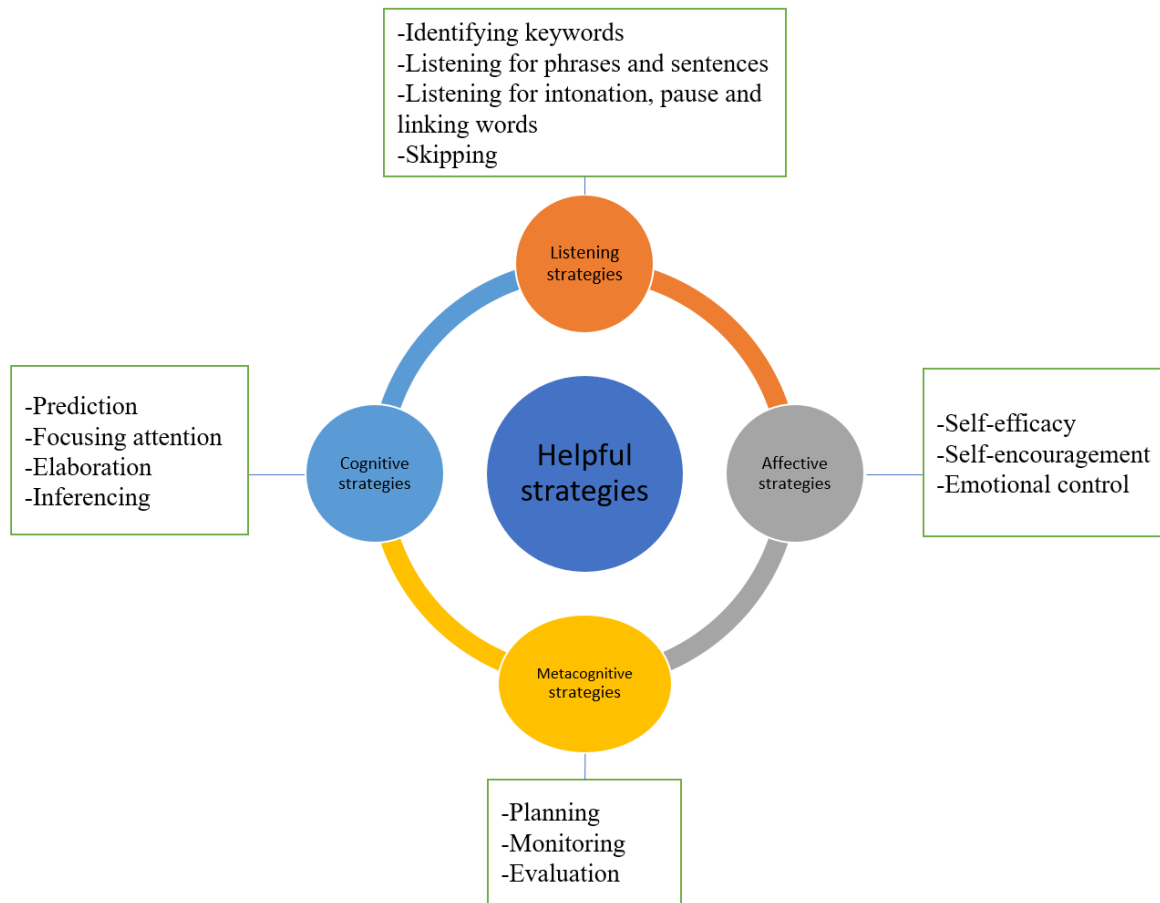 -Identifying keywords
-Listening for phrases and sentences
-Listening for intonation, pause and
linking words
-Skipping
Listening
strategies
-Prediction
-Focusing attention
-Elaboration
-Inferencing
Cognitive
strategies
Helpful
strategies
Affective
strategies
-Self-efficacy
-Self-encouragement
-Emotional control
Metacognitive
strategies
-Planning
-Monitoring
-Evaluation